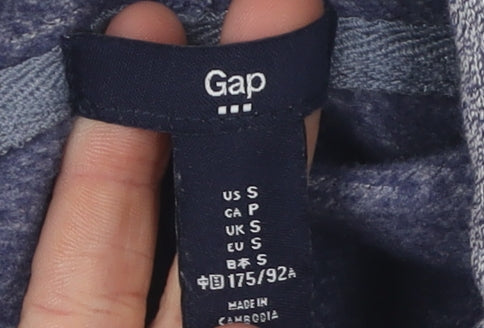 Gap
US S
CA P
UK S
EU S
日本 S
中国 175/92A
MADE IN
CAMBODIA